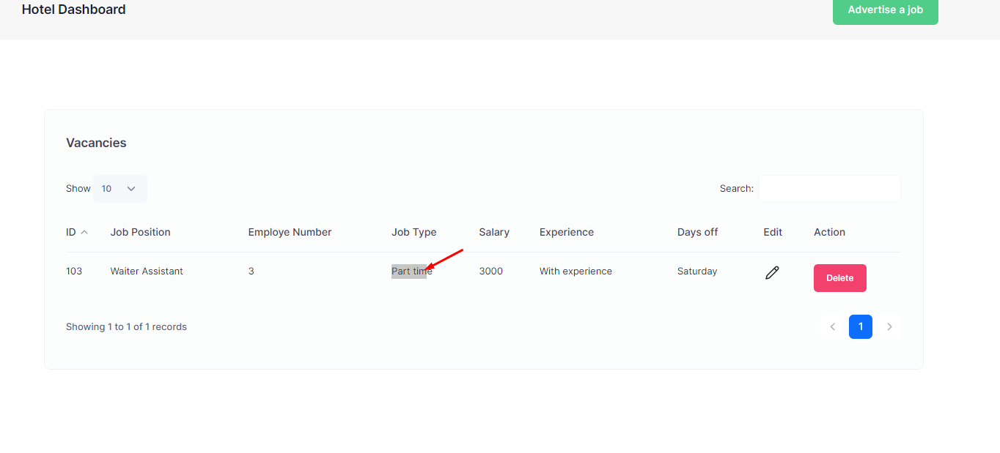 Hotel Dashboard
Advertise a job
Vacancies
Show 10
Search:
ID Job Position Employe Number Job Type Salary Experience Days off Edit Action
103 Waiter Assistant 3 Part time 3000 With experience Saturday Delete
Showing 1 to 1 of 1 records
1